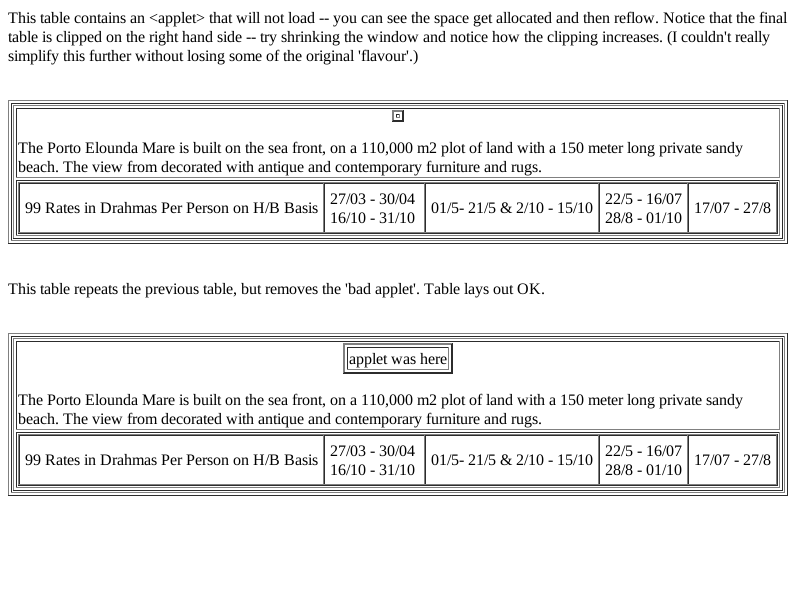 This table contains an <applet> that will not load -- you can see the space get allocated and then reflow. Notice that the final
table is clipped on the right hand side -- try shrinking the window and notice how the clipping increases. (I couldn't really
simplify this further without losing some of the original 'flavour'.)
The Porto Elounda Mare is built on the sea front, on a 110,000 m2 plot of land with a 150 meter long private sandy
beach. The view from decorated with antique and contemporary furniture and rugs.
99 Rates in Drahmas Per Person on H/B Basis
27/03 - 30/04
16/10 - 31/10
01/5- 21/5 & 2/10 - 15/10
22/5 - 16/07
28/8 - 01/10
17/07 - 27/8
This table repeats the previous table, but removes the 'bad applet'. Table lays out OK.
applet was here
The Porto Elounda Mare is built on the sea front, on a 110,000 m2 plot of land with a 150 meter long private sandy
beach. The view from decorated with antique and contemporary furniture and rugs.
99 Rates in Drahmas Per Person on H/B Basis
27/03 - 30/04
16/10 - 31/10
01/5- 21/5 & 2/10 - 15/10
22/5 - 16/07
28/8 - 01/10
17/07 - 27/8